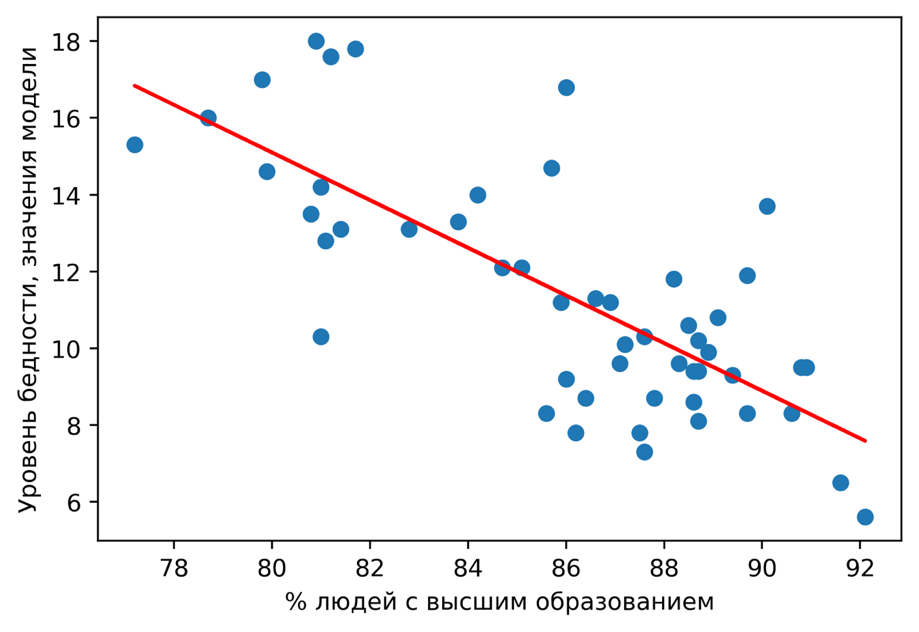 Уровень бедности, значения модели
18
16
14
12
10
8
6
78 80 82 84 86 88 90 92
% людей с высшим образованием